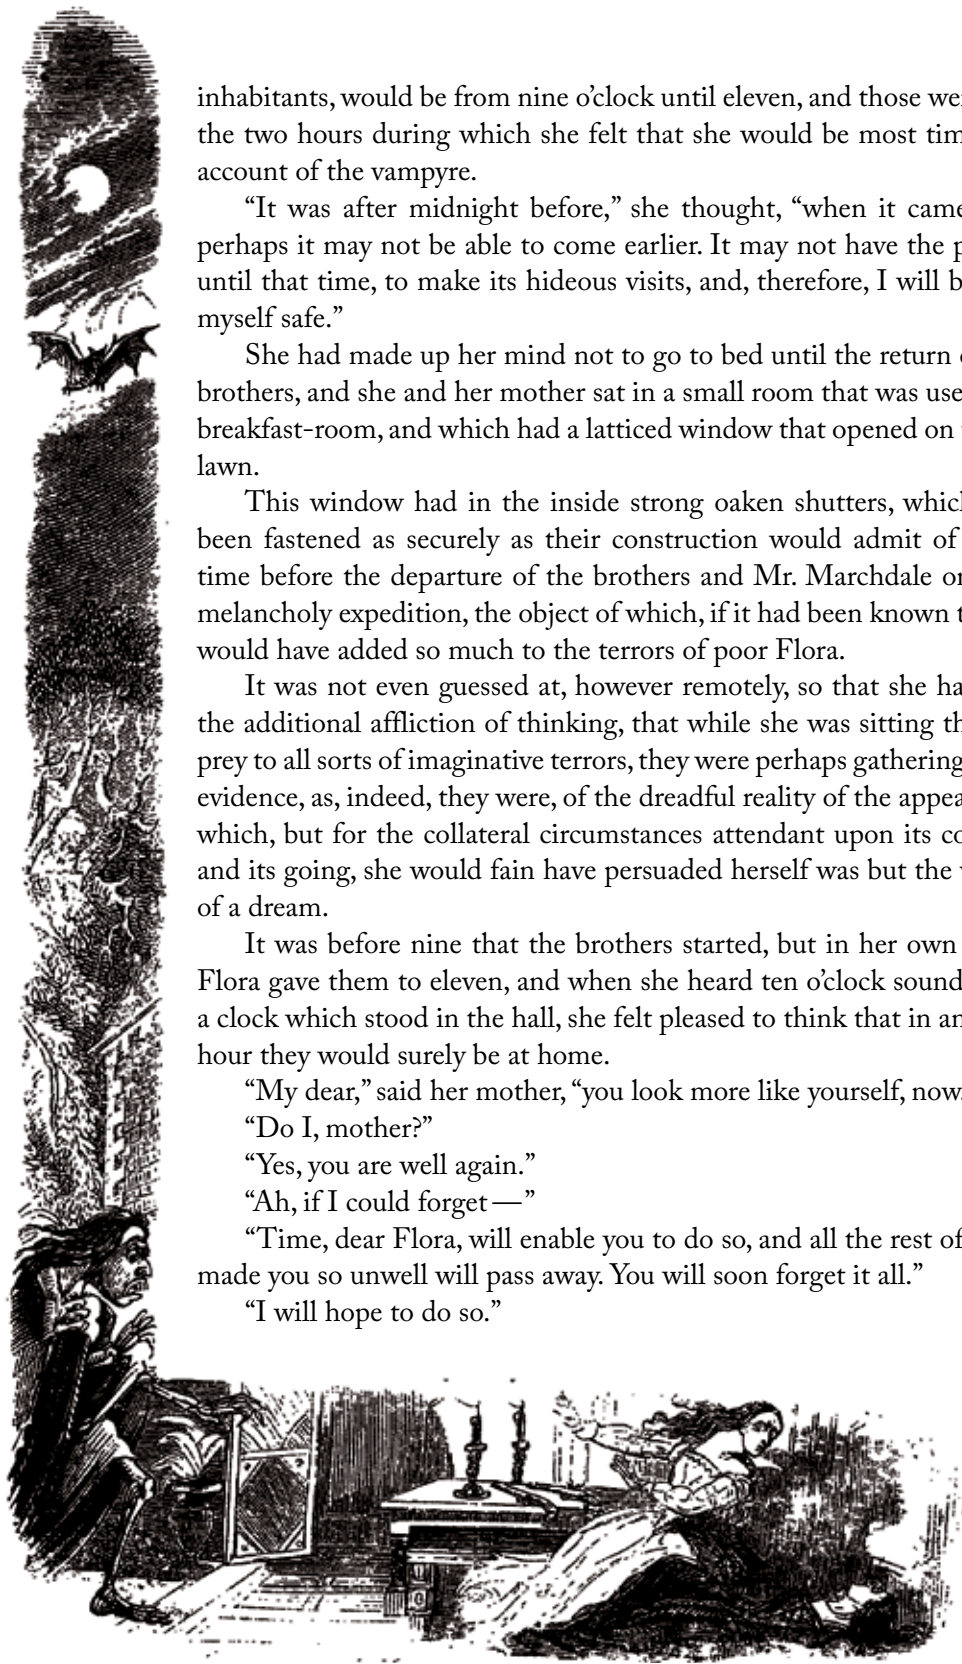 inhabitants, would be from nine o’clock until eleven, and those we
the two hours during which she felt that she would be most tim
account of the vampyre.
“It was after midnight before,” she thought, “when it came
perhaps it may not be able to come earlier. It may not have the p
until that time, to make its hideous visits, and, therefore, I will b
myself safe.”
She had made up her mind not to go to bed until the return
brothers, and she and her mother sat in a small room that was use
breakfast-room, and which had a latticed window that opened on
lawn.
This window had in the inside strong oaken shutters, which
been fastened as securely as their construction would admit of
time before the departure of the brothers and Mr. Marchdale on
melancholy expedition, the object of which, if it had been known t
would have added so much to the terrors of poor Flora.
It was not even guessed at, however remotely, so that she ha
the additional affliction of thinking, that while she was sitting th
prey to all sorts of imaginative terrors, they were perhaps gathering
evidence, as, indeed, they were, of the dreadful reality of the appea
which, but for the collateral circumstances attendant upon its co
and its going, she would fain have persuaded herself was but the
of a dream.
It was before nine that the brothers started, but in her own
Flora gave them to eleven, and when she heard ten o’clock sound
a clock which stood in the hall, she felt pleased to think that in an
hour they would surely be at home.
“My dear,” said her mother, “you look more like yourself, now.
“Do I, mother?”
“Yes, you are well again.”
“Ah, if I could forget—”
“Time, dear Flora, will enable you to do so, and all the rest of
made you so unwell will pass away. You will soon forget it all.”
“I will hope to do so.”